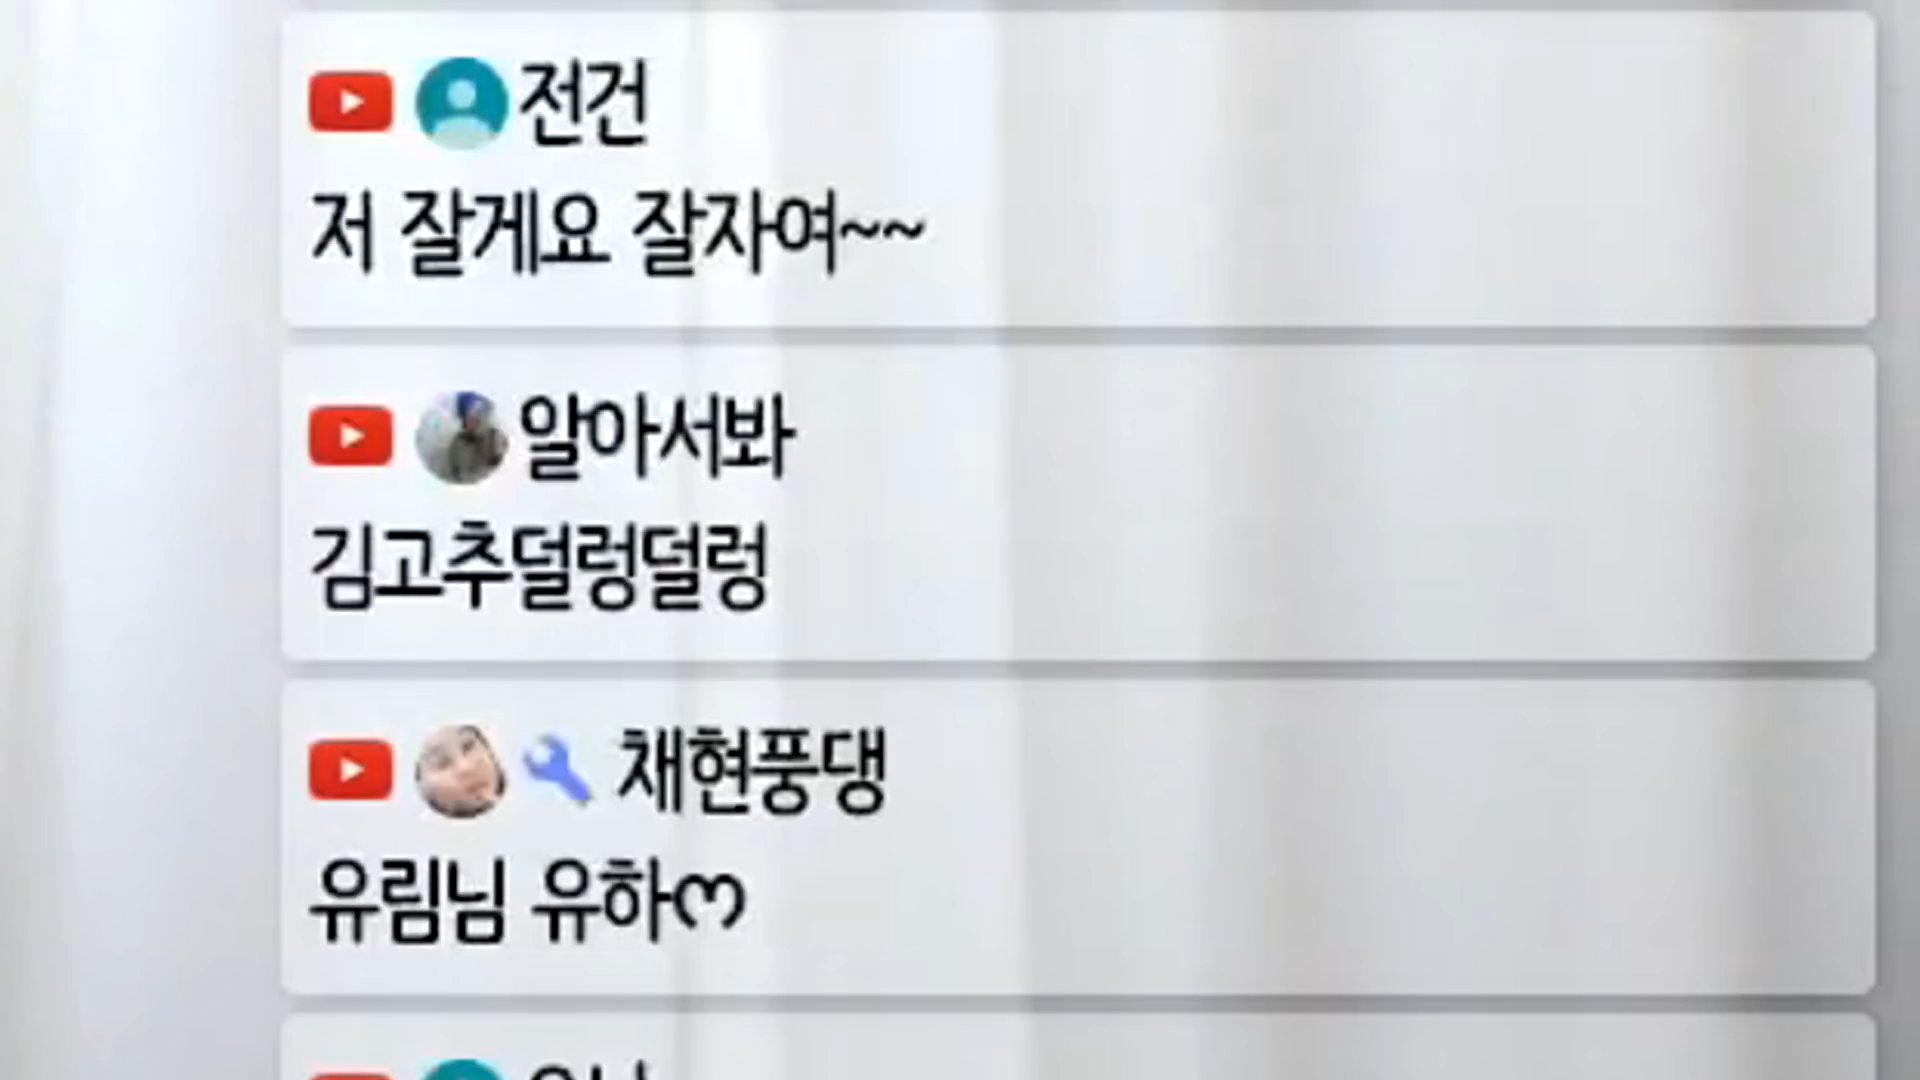 전건
저 잘게요 잘자여~~
알아서봐
김고추덜렁덜렁
채현풍댕
유림님 유하ෆ